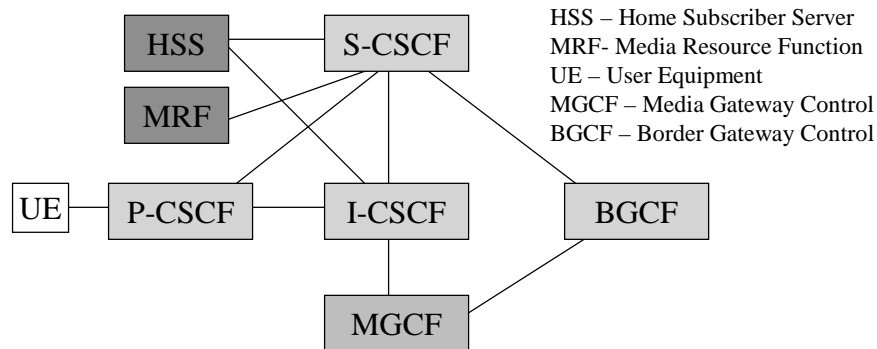 HSS
S-CSCF
MRF
UE
P-CSCF
I-CSCF
BGCF
MGCF
HSS – Home Subscriber Server
MRF- Media Resource Function
UE – User Equipment
MGCF – Media Gateway Control
BGCF – Border Gateway Control